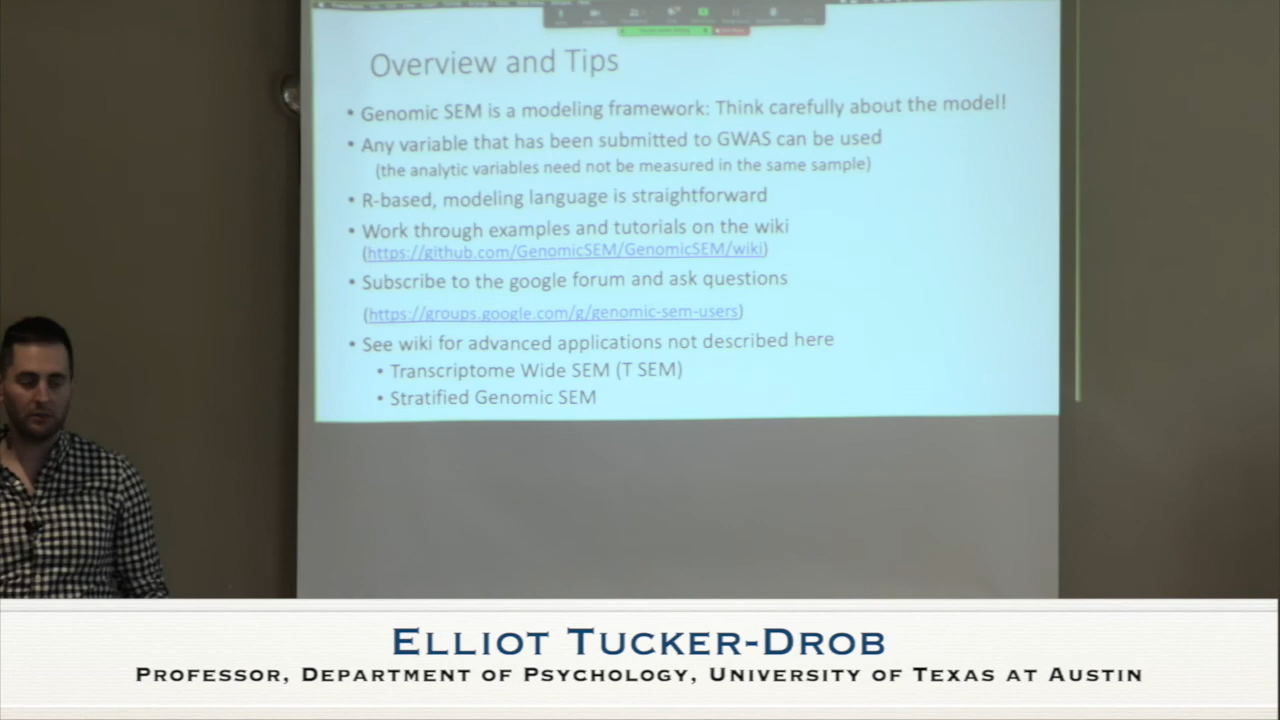 Overview and Tips
• Genomic SEM is a modeling framework: Think carefully about the model!
• Any variable that has been submitted to GWAS can be used
(the analytic variables need not be measured in the same sample)
• R-based, modeling language is straightforward
• Work through examples and tutorials on the wiki
(https://github.com/GenomicSEM/GenomicSEM/wiki)
• Subscribe to the google forum and ask questions
(https://groups.google.com/g/genomic-sem-users)
• See wiki for advanced applications not described here
• Transcriptome Wide SEM (T SEM)
• Stratified Genomic SEM
Elliot Tucker-Drob
Professor, Department of Psychology, University of Texas at Austin